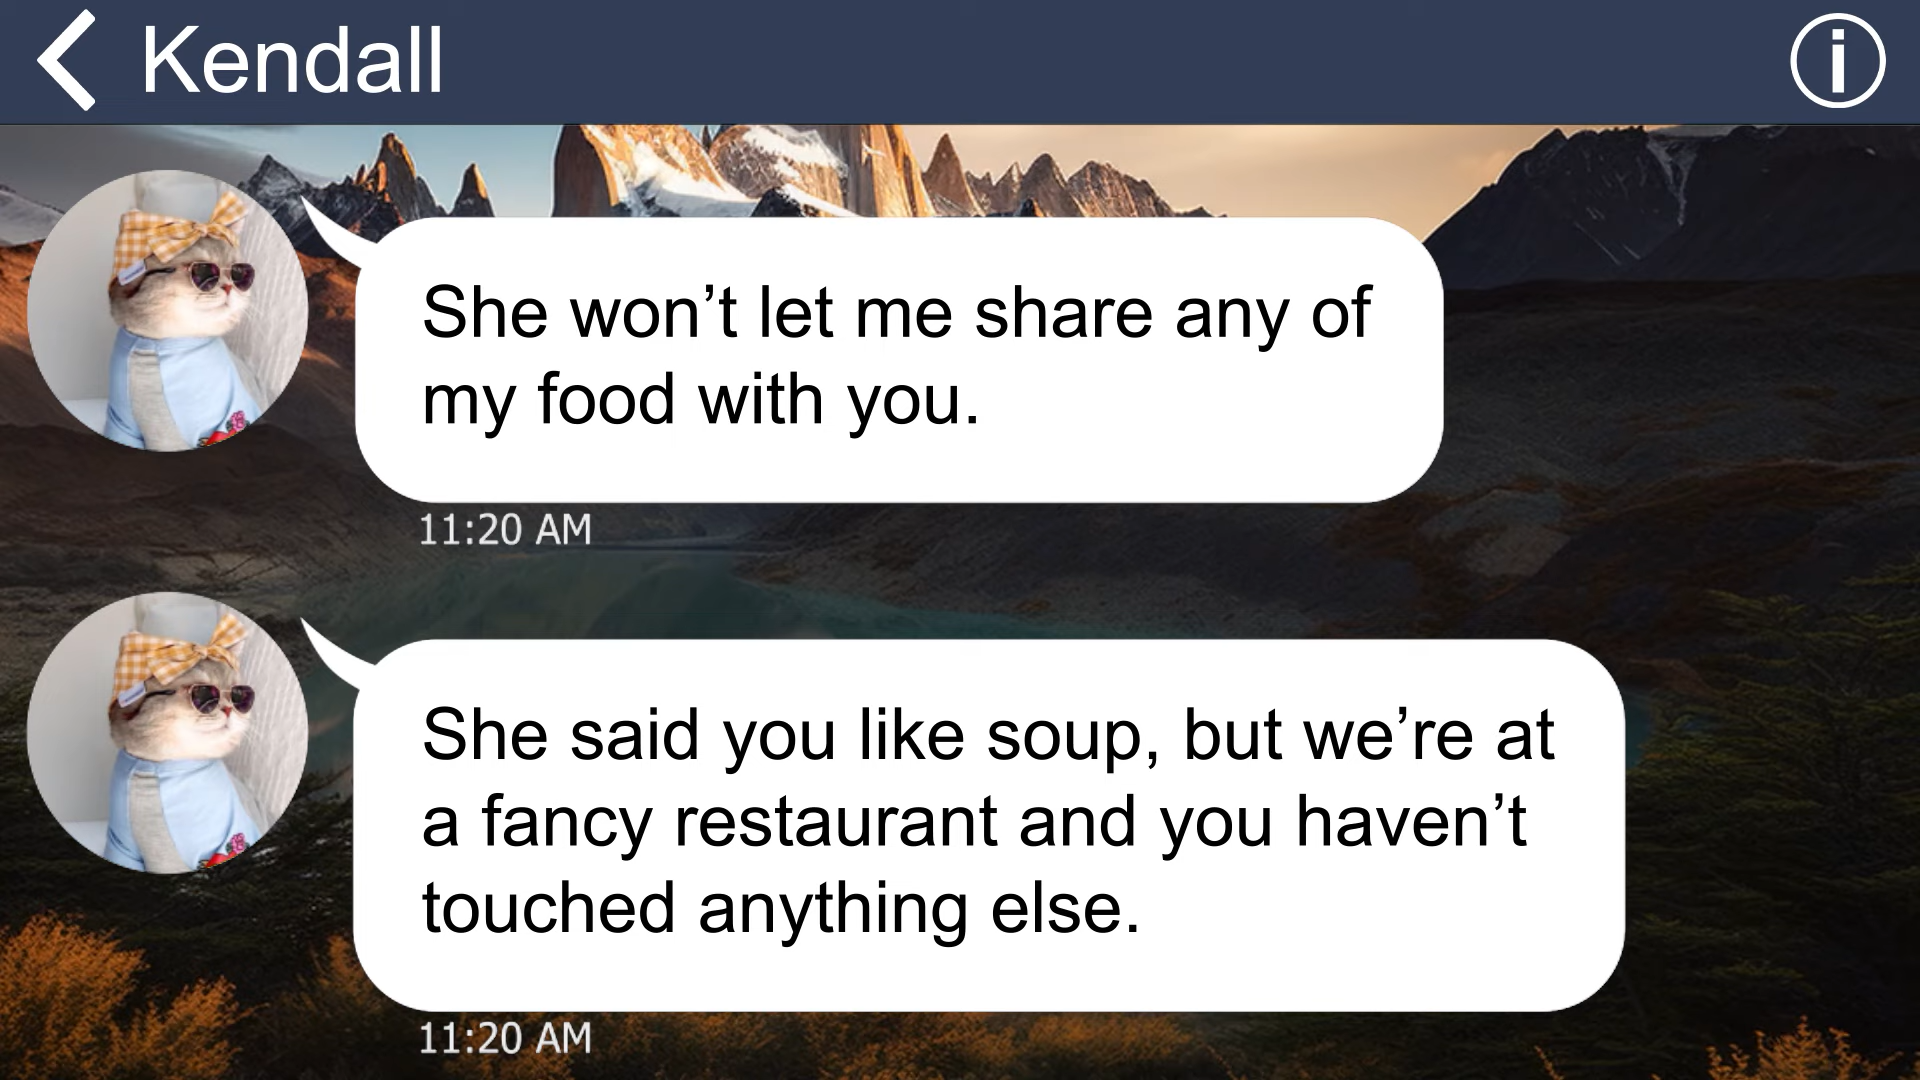 Kendall
She won’t let me share any of
my food with you.
11:20 AM
She said you like soup, but we’re at
a fancy restaurant and you haven’t
touched anything else.
11:20 AM